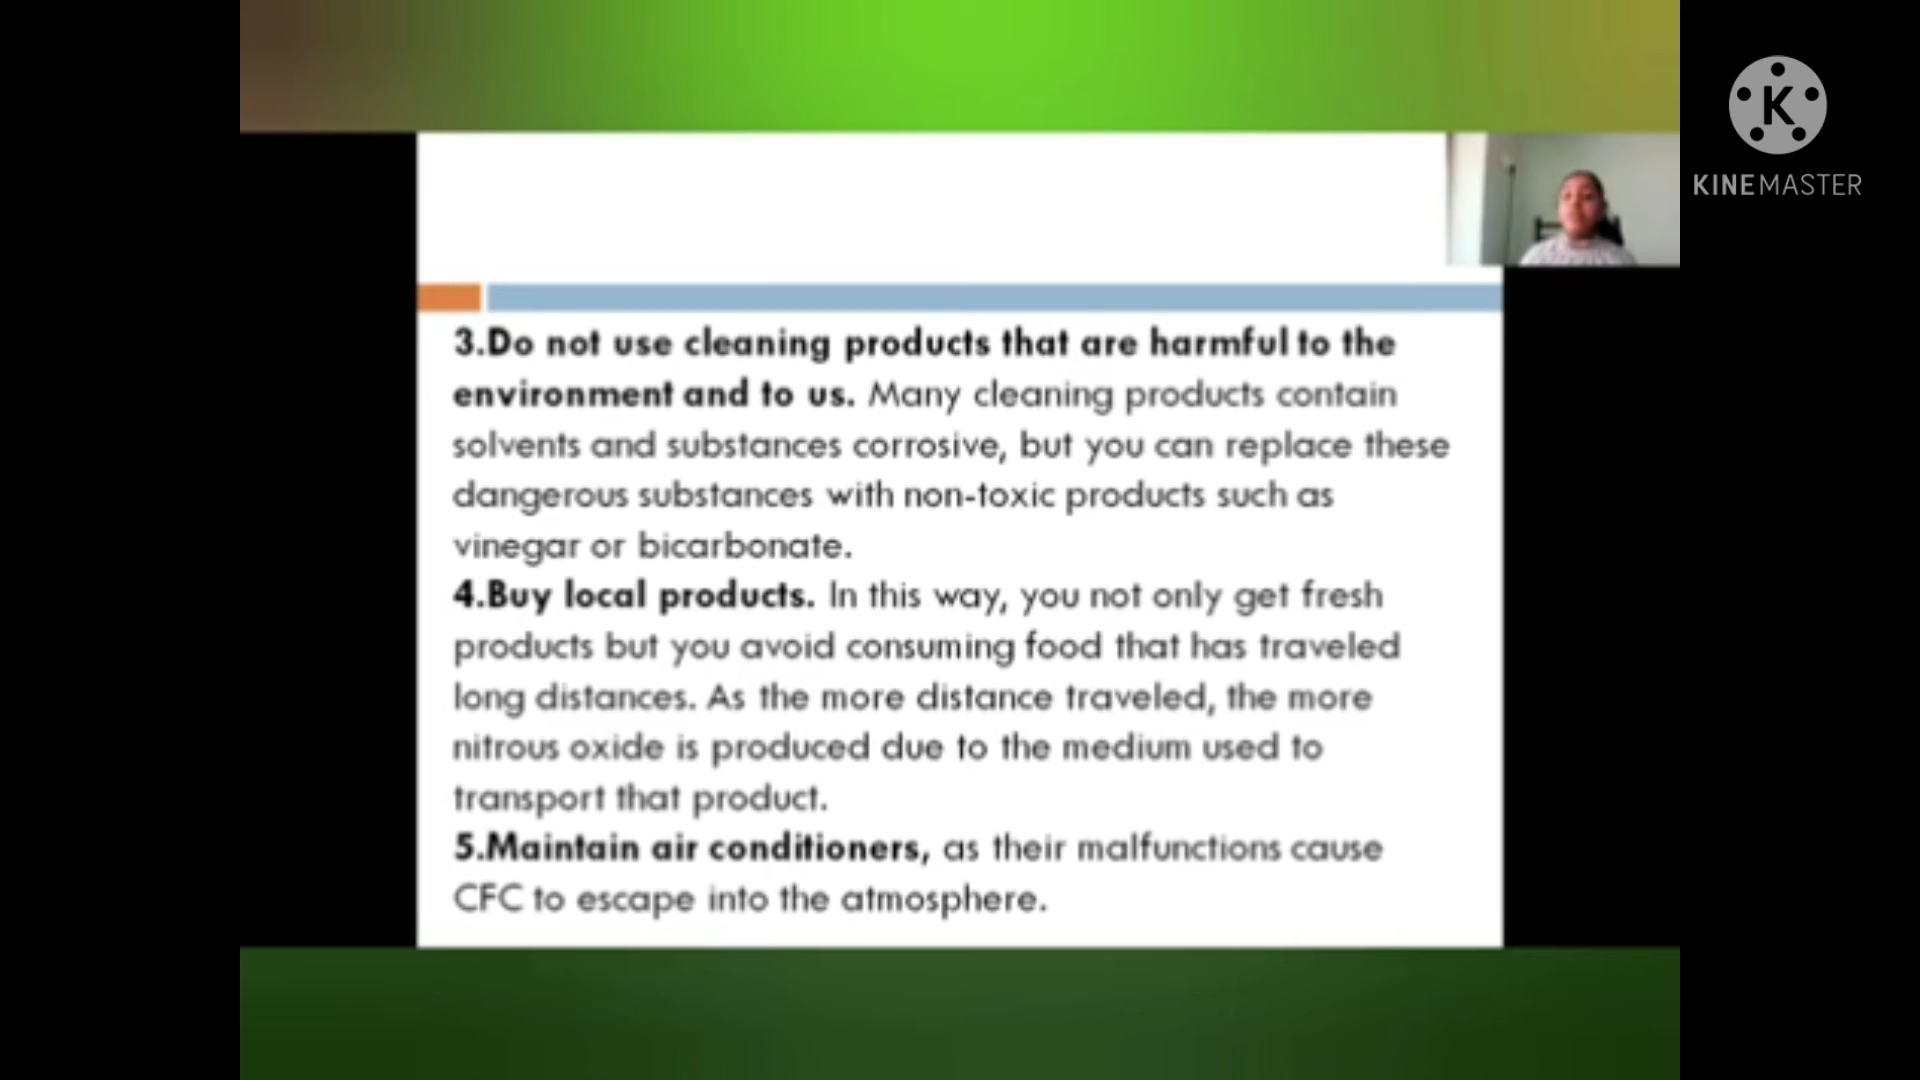 K
KINEMASTER
3.Do not use cleaning products that are harmful to the
environment and to us. Many cleaning products contain
solvents and substances corrosive, but you can replace these
dangerous substances with non-toxic products such as
vinegar or bicarbonate.
4.Buy local products. In this way, you not only get fresh
products but you avoid consuming food that has traveled
long distances. As the more distance traveled, the more
nitrous oxide is produced due to the medium used to
transport that product.
5.Maintain air conditioners, as their malfunctions cause
CFC to escape into the atmosphere.